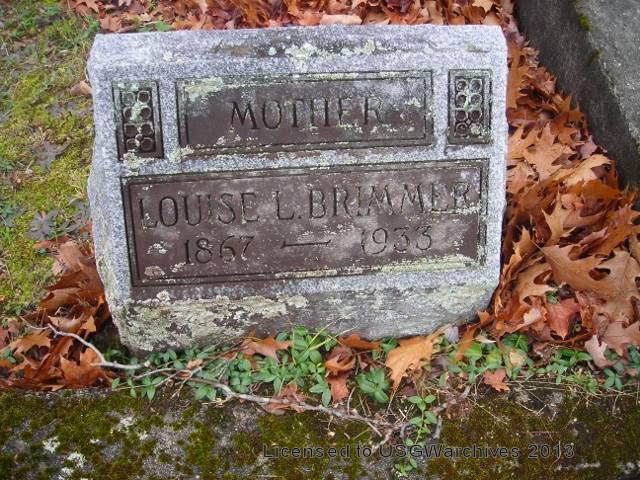 MOTHER
LOUISE L. BRIMMER
1867 — 1933
Licensed to USGWarchives 2013